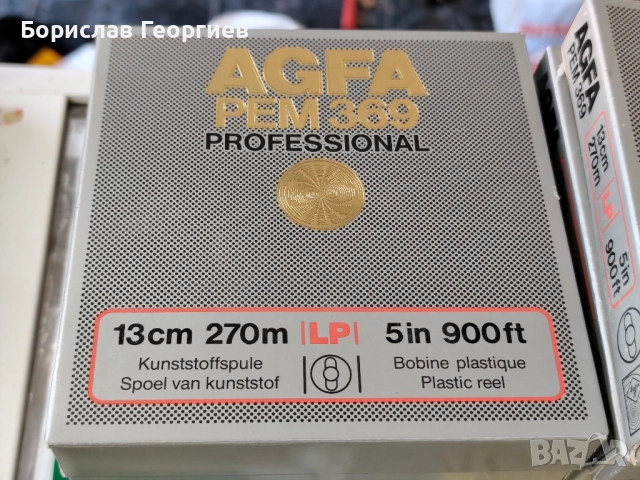 Борислав Георгиев
AGFA
PEM 369
PROFESSIONAL
13cm 270m |LP| 5in 900ft
Kunststoffspule
Spoel van kunststof
Bobine plastique
Plastic reel
AGFA
PEM 369
13cm
270m
LP
5in
900ft
BAZAR